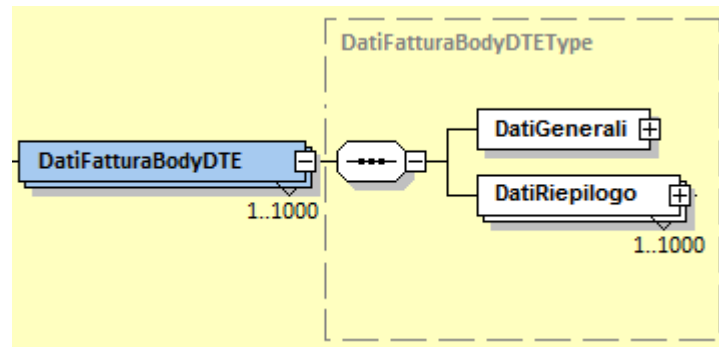 DatiFatturaBodyDTEType
DatiGenerali
DatiFatturaBodyDTE
1..1000
DatiRiepilogo
1..1000